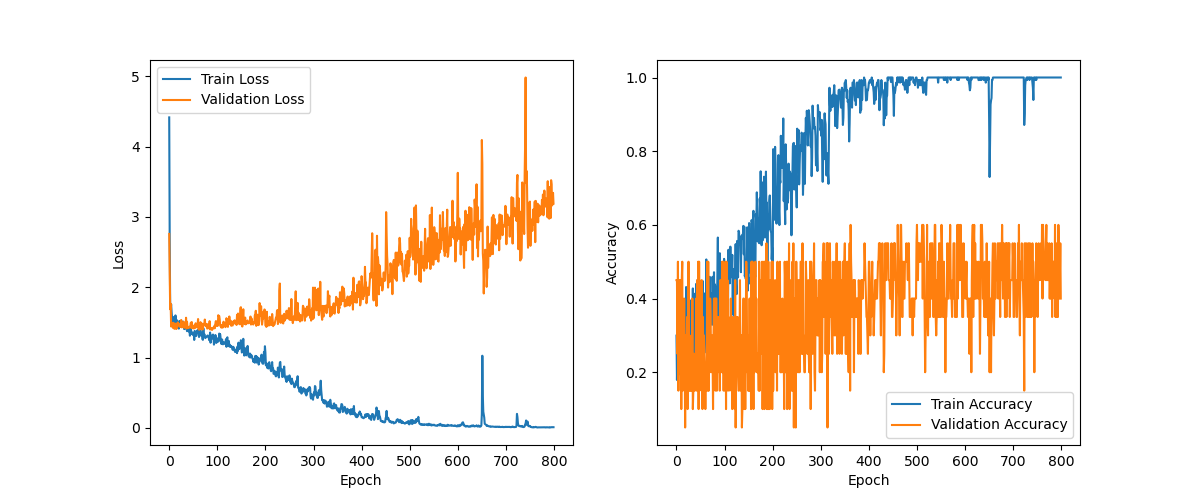 Train Loss
Validation Loss
5
4
3
2
1
0
Loss
0 100 200 300 400 500 600 700 800
Epoch
1.0
0.8
0.6
0.4
0.2
Accuracy
Train Accuracy
Validation Accuracy
0 100 200 300 400 500 600 700 800
Epoch